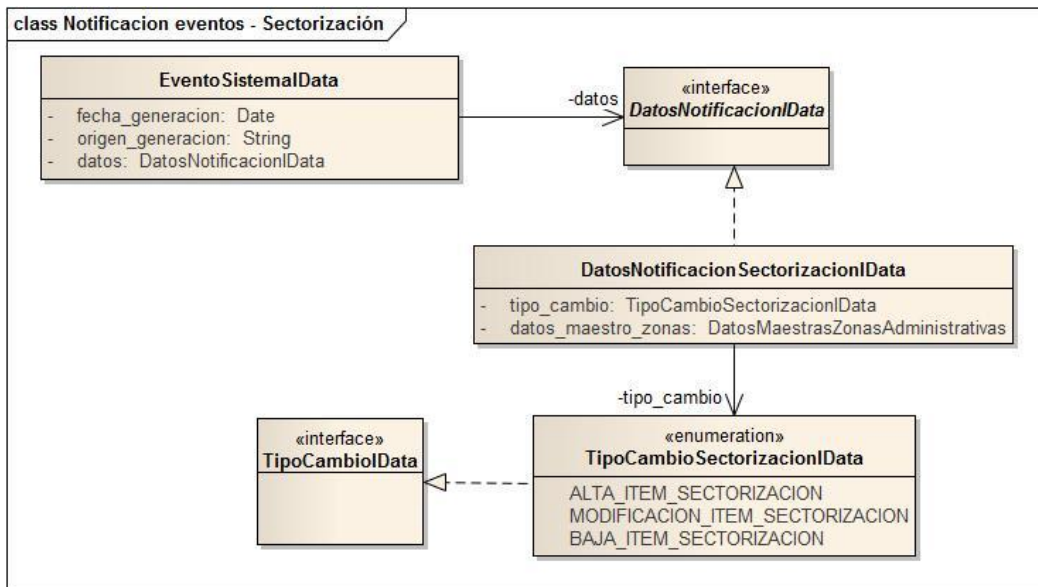 class Notificacion eventos - Sectorización
EventoSistemaIData
- fecha_generacion: Date
- origen_generacion: String
- datos: DatosNotificacionIData
-datos
«interface»
DatosNotificacionIData
DatosNotificacionSectorizacionIData
- tipo_cambio: TipoCambioSectorizacionIData
- datos_maestro_zonas: DatosMaestrasZonasAdministrativas
-tipo_cambio
«interface»
TipoCambioIData
«enumeration»
TipoCambioSectorizacionIData
ALTA_ITEM_SECTORIZACION
MODIFICACION_ITEM_SECTORIZACION
BAJA_ITEM_SECTORIZACION